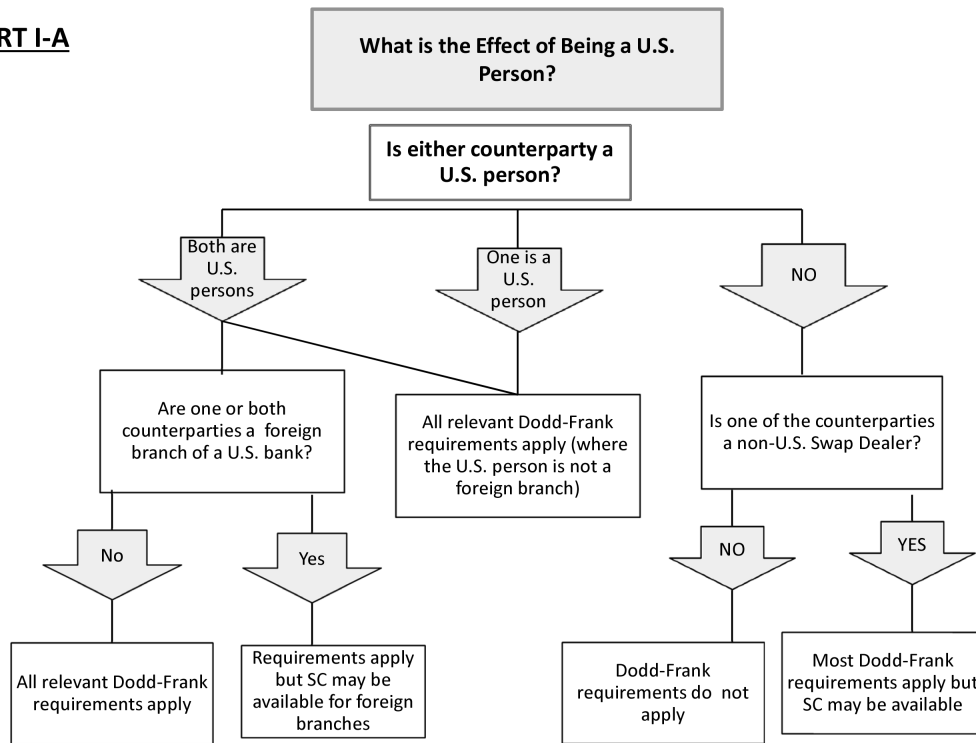 RT I-A
What is the Effect of Being a U.S.
Person?
Is either counterparty a
U.S. person?
Both are
U.S.
persons
One is a
U.S.
person
NO
Are one or both
counterparties a foreign
branch of a U.S. bank?
All relevant Dodd-Frank
requirements apply (where
the U.S. person is not a
foreign branch)
Is one of the counterparties
a non-U.S. Swap Dealer?
No
Yes
NO
YES
All relevant Dodd-Frank
requirements apply
Requirements apply
but SC may be
available for foreign
branches
Dodd-Frank
requirements do not
apply
Most Dodd-Frank
requirements apply but
SC may be available